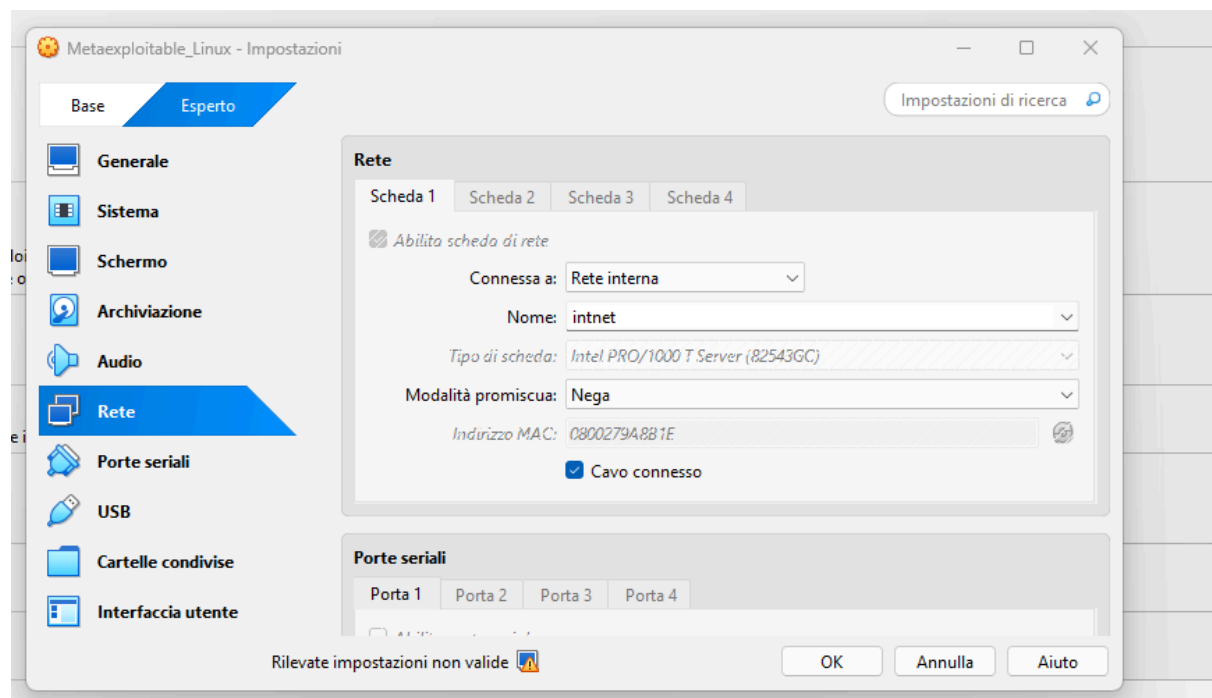 Metaexploitable_Linux - Impostazioni
Base Esperto Impostazioni di ricerca
Generale
Sistema
Schermo
Archiviazione
Audio
Rete
Porte seriali
USB
Cartelle condivise
Interfaccia utente
Rete
Scheda 1 Scheda 2 Scheda 3 Scheda 4
Abilita scheda di rete
Connessa a: Rete interna
Nome: intnet
Tipo di scheda: Intel PRO/1000 T Server (82543GC)
Modalità promiscua: Nega
Indirizzo MAC: 0800279A8B1E
Cavo connesso
Porte seriali
Porta 1 Porta 2 Porta 3 Porta 4
Rilevate impostazioni non valide OK Annulla Aiuto